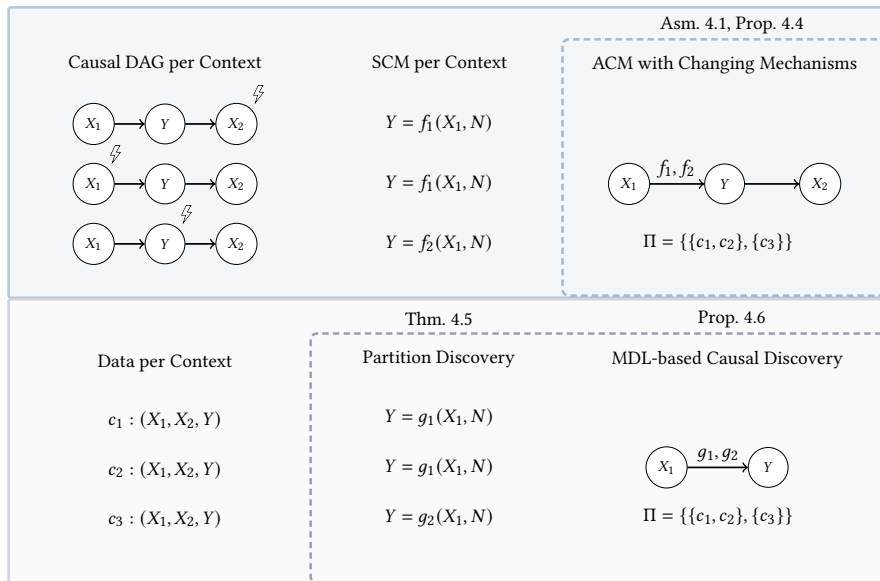 Asm. 4.1, Prop. 4.4
Causal DAG per Context
SCM per Context
ACM with Changing Mechanisms
X₁ Y X₂
Y = f₁(X₁, N)
X₁ Y X₂
Y = f₁(X₁, N)
X₁ f₁, f₂ Y X₂
X₁ Y X₂
Y = f₂(X₁, N)
Π = {{c₁, c₂}, {c₃}}
Thm. 4.5
Prop. 4.6
Data per Context
Partition Discovery
MDL-based Causal Discovery
c₁ : (X₁, X₂, Y)
Y = g₁(X₁, N)
c₂ : (X₁, X₂, Y)
Y = g₁(X₁, N)
X₁ g₁, g₂ Y
c₃ : (X₁, X₂, Y)
Y = g₂(X₁, N)
Π = {{c₁, c₂}, {c₃}}